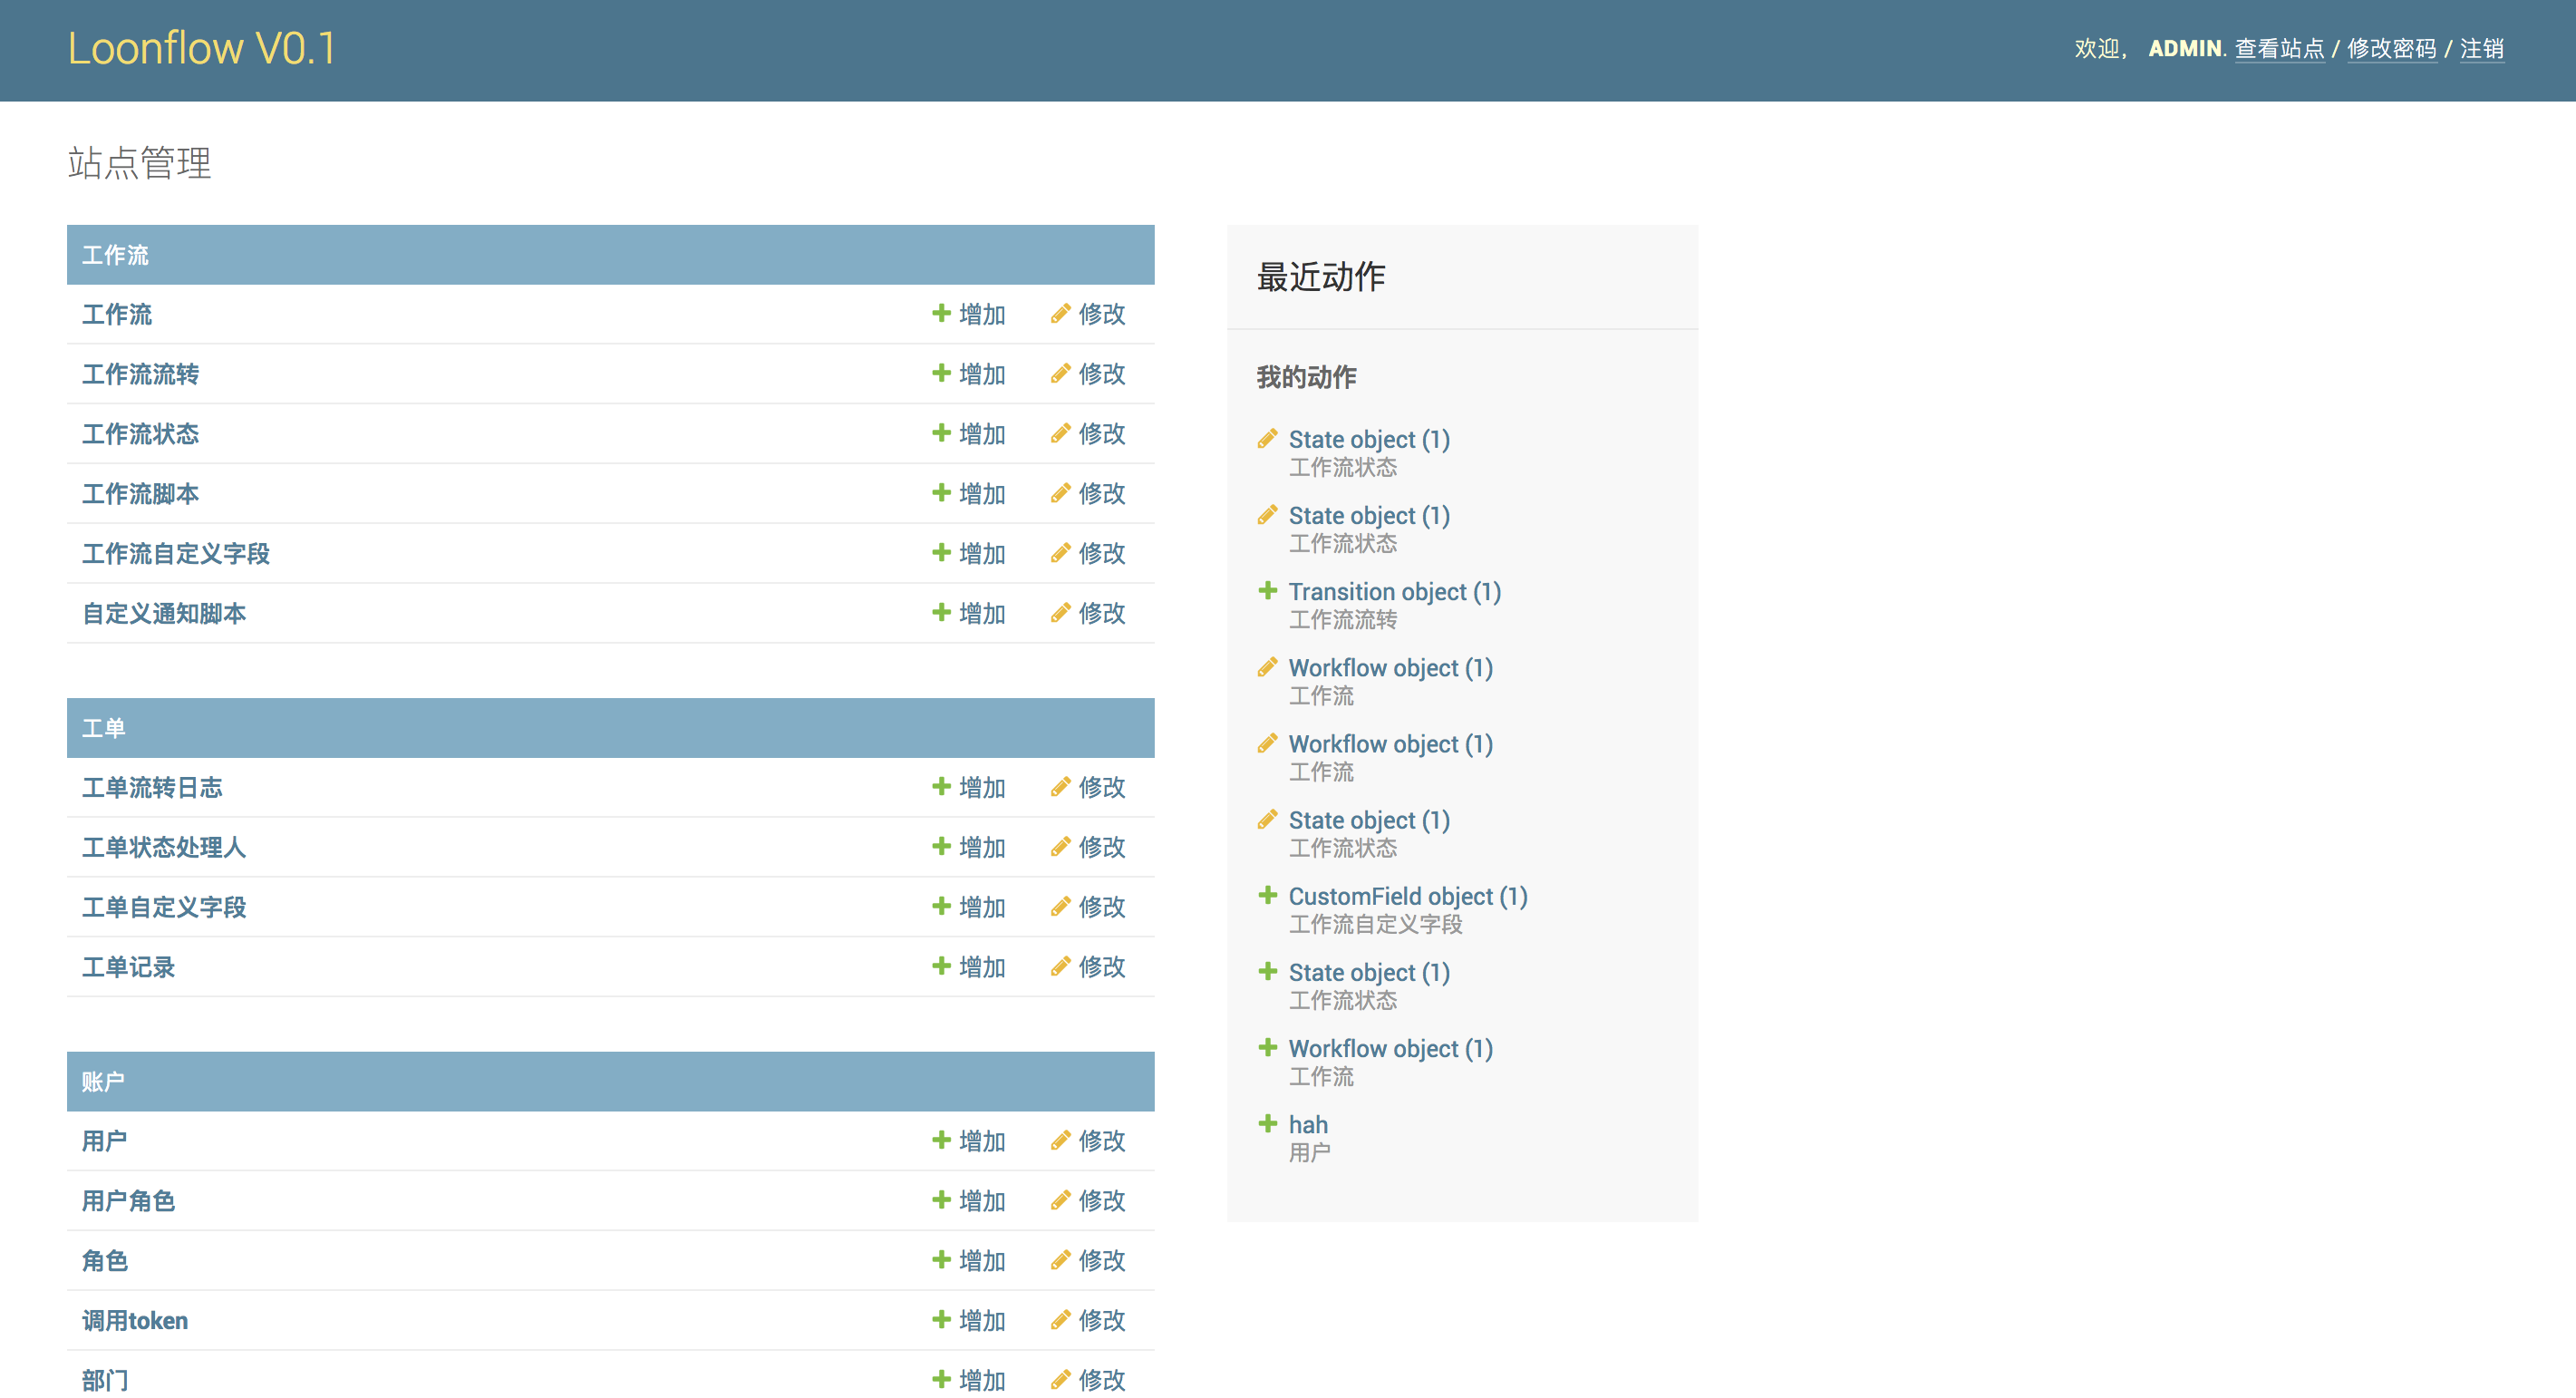 Loonflow V0.1
欢迎， ADMIN. 查看站点 / 修改密码 / 注销
站点管理
工作流
工作流 增加 修改
工作流流转 增加 修改
工作流状态 增加 修改
工作流脚本 增加 修改
工作流自定义字段 增加 修改
自定义通知脚本 增加 修改
工单
工单流转日志 增加 修改
工单状态处理人 增加 修改
工单自定义字段 增加 修改
工单记录 增加 修改
账户
用户 增加 修改
用户角色 增加 修改
角色 增加 修改
调用token 增加 修改
部门 增加 修改
最近动作
我的动作
State object (1)
工作流状态
State object (1)
工作流状态
Transition object (1)
工作流流转
Workflow object (1)
工作流
Workflow object (1)
工作流
State object (1)
工作流状态
CustomField object (1)
工作流自定义字段
State object (1)
工作流状态
Workflow object (1)
工作流
hah
用户